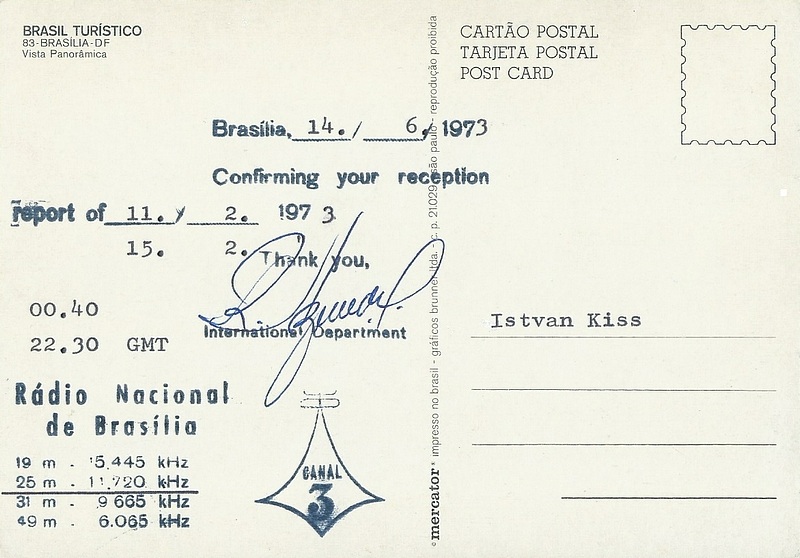 BRASIL TURÍSTICO
83-BRASÍLIA-DF
Vista Panorâmica
CARTÃO POSTAL
TARJETA POSTAL
POST CARD
Brasília, 14. / 6. / 1973
Confirming your reception
report of 11. / 2. 1973
15. 2.
Thank you,
International Department
00.40
22.30 GMT
Rádio Nacional
de Brasília
19 m - 15.445 kHz
25 m - 11.720 kHz
31 m - 9 665 kHz
49 m - 6.065 kHz
CANAL
3
mercator® impresso no brasil - gráficos brunner ltda. - c. p. 21029 são paulo - reprodução proibida
Istvan Kiss